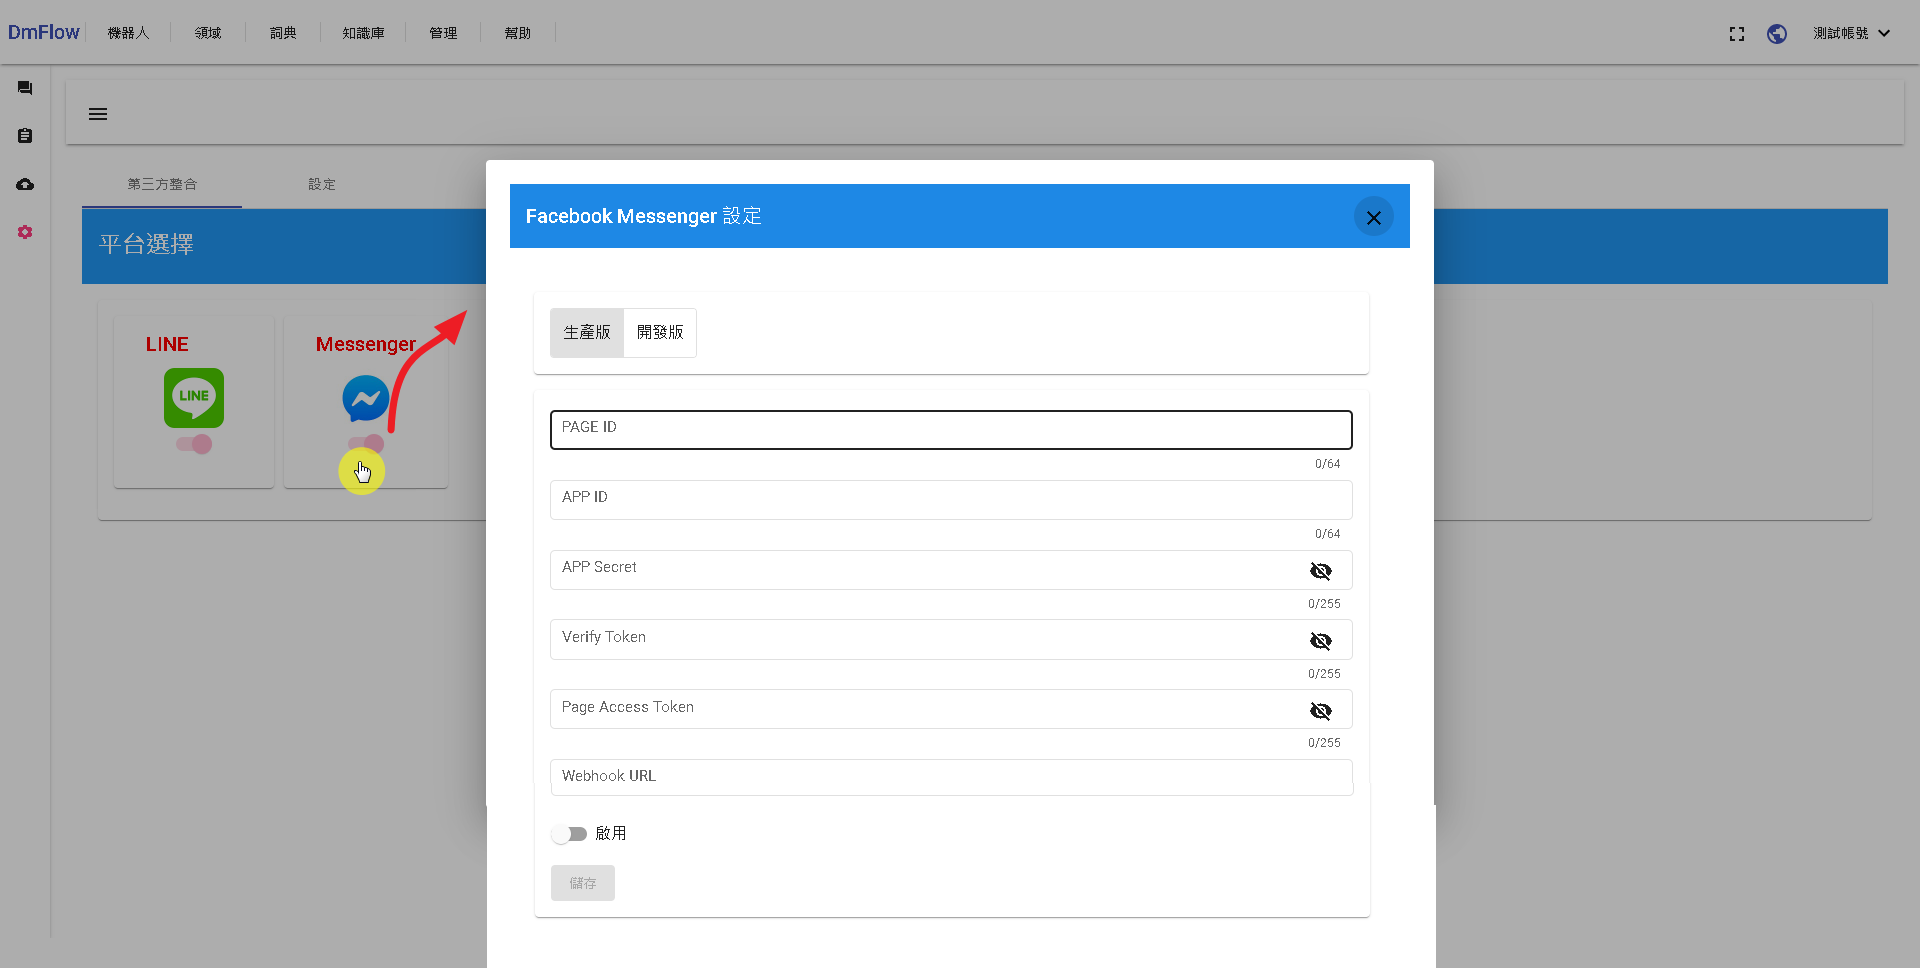 DmFlow
機器人
領域
詞典
知識庫
管理
幫助
測試帳號
第三方整合
設定
平台選擇
LINE
LINE
Messenger
Facebook Messenger 設定
生產版
開發版
PAGE ID
0/64
APP ID
0/64
APP Secret
0/255
Verify Token
0/255
Page Access Token
0/255
Webhook URL
啟用
儲存